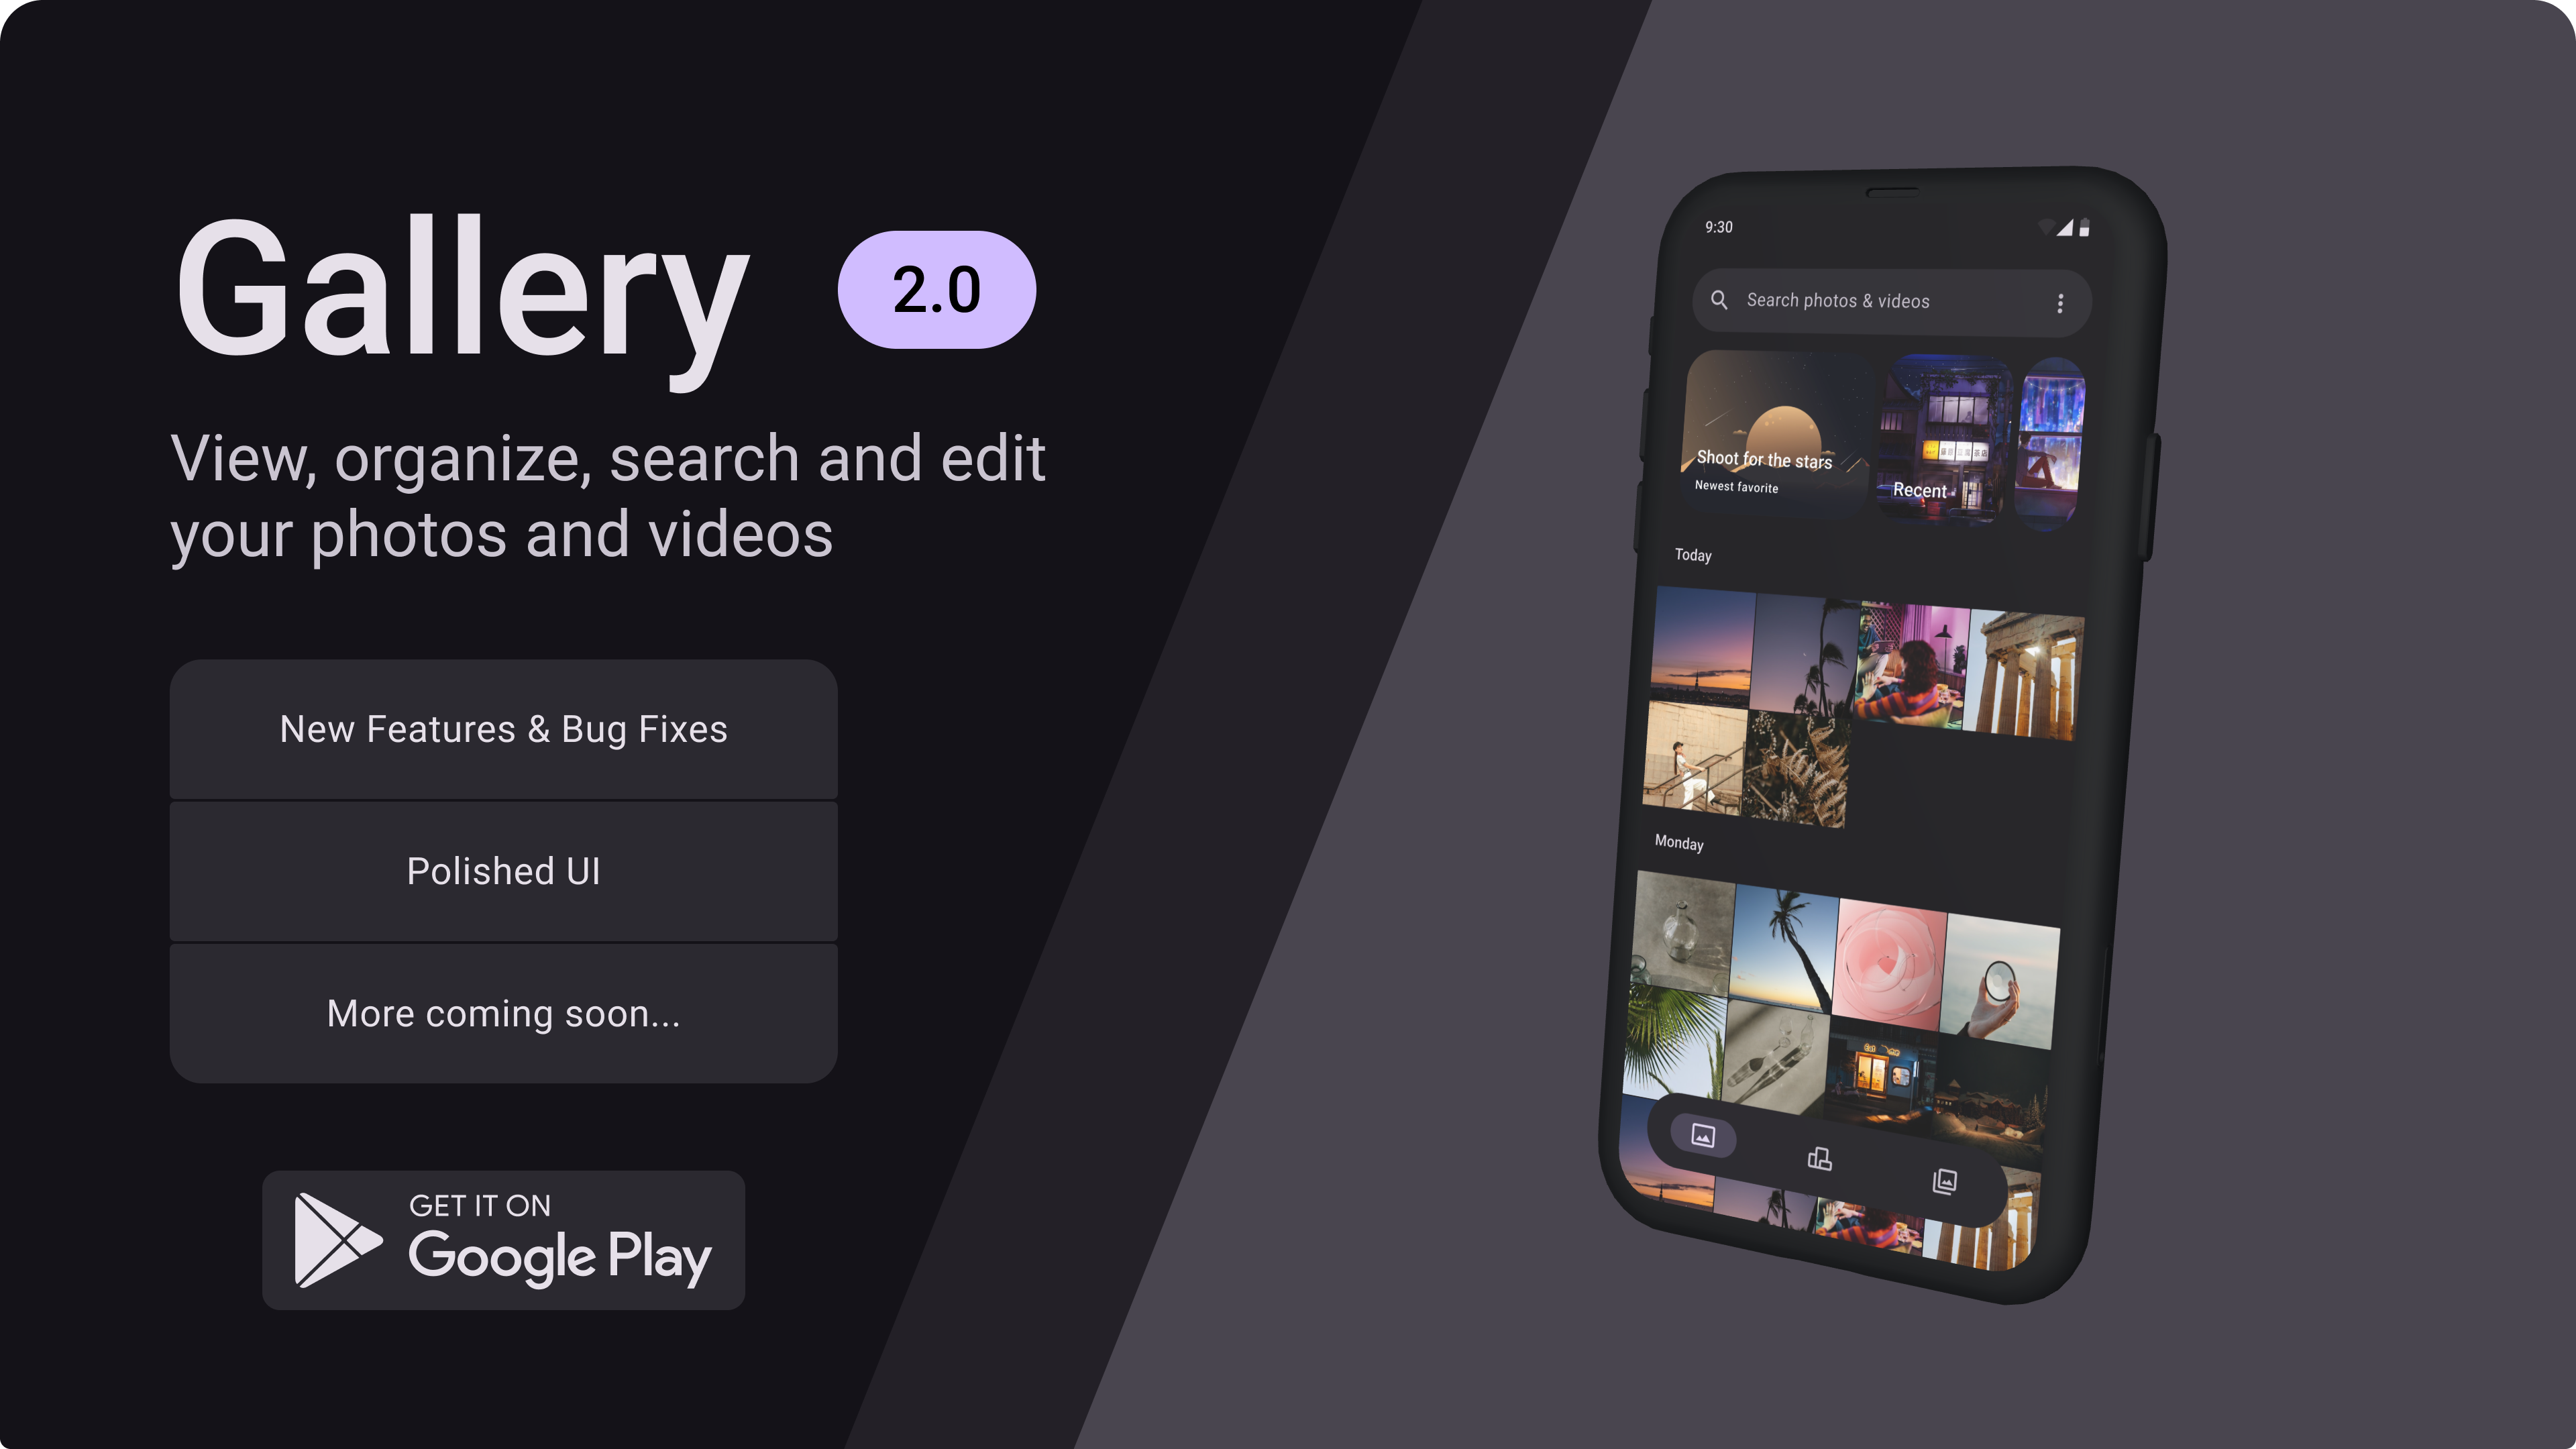 Gallery
2.0
View, organize, search and edit
your photos and videos
New Features & Bug Fixes
Polished UI
More coming soon...
GET IT ON
Google Play
9:30
Search photos & videos
Shoot for the stars
Newest favorite
Recent
Today
Monday